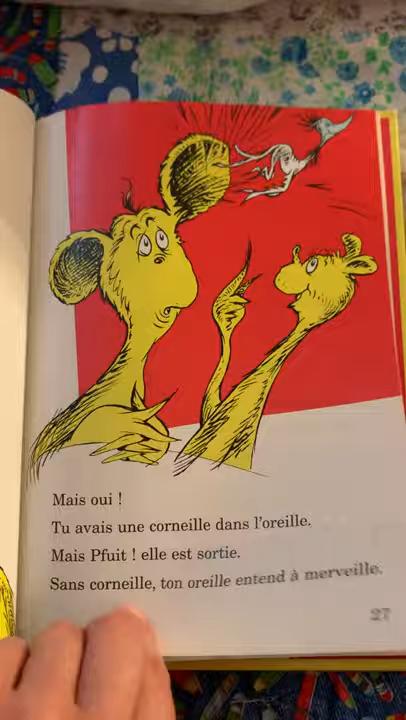 Mais oui !
Tu avais une corneille dans l'oreille.
Mais Pfuit ! elle est sortie.
Sans corneille, ton oreille entend à merveille.
27